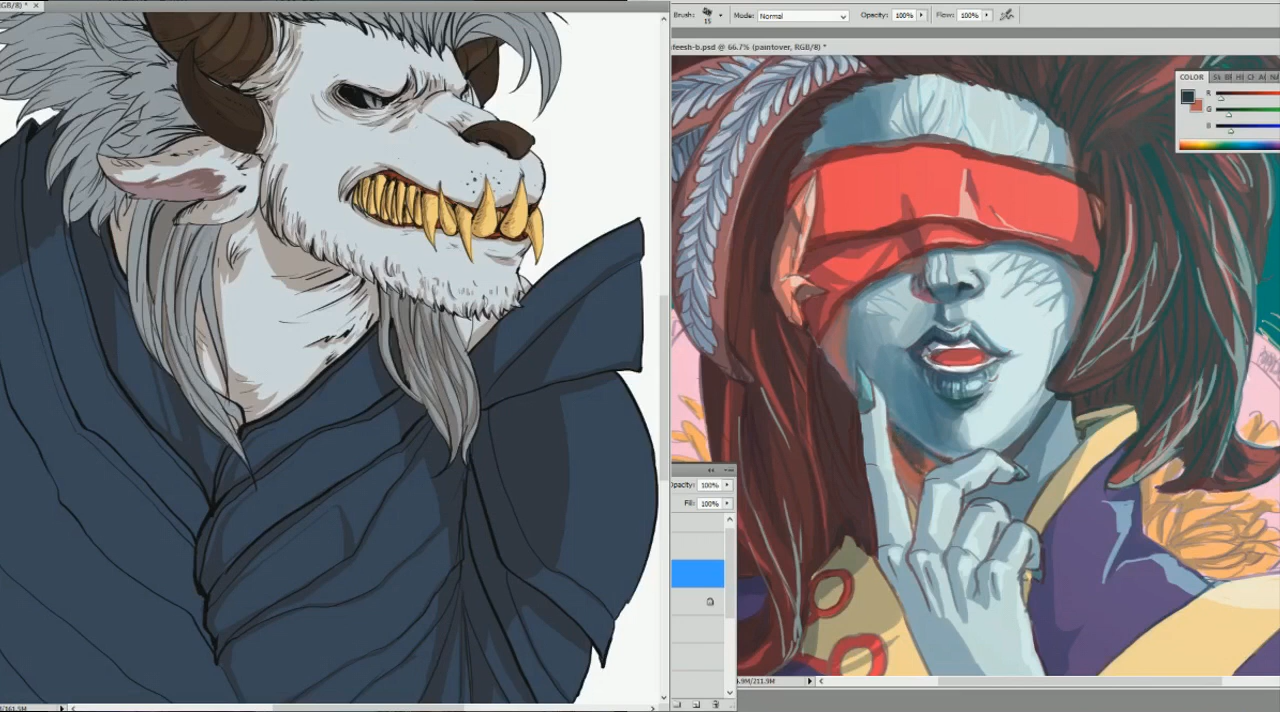 RGB/8) *
Brush:
15
Mode: Normal
Opacity: 100%
Flow: 100%
feesh-b.psd @ 66.7% (paintover, RGB/8) *
COLOR
R
G
B
Opacity: 100%
Fill: 100%